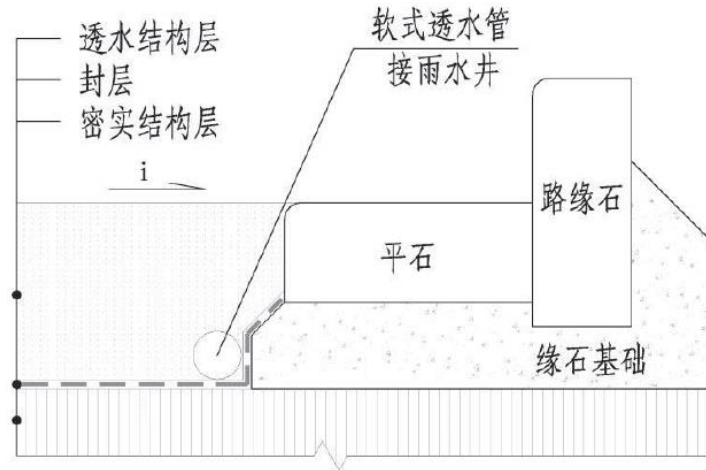 透水结构层
封层
密实结构层
软式透水管
接雨水井
i
路缘石
平石
缘石基础